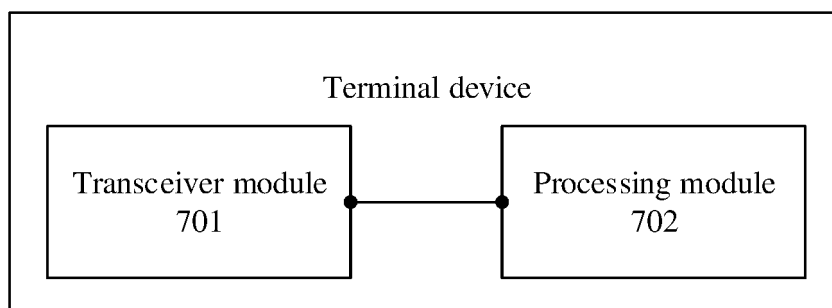 Terminal device
Transceiver module
701
Processing module
702